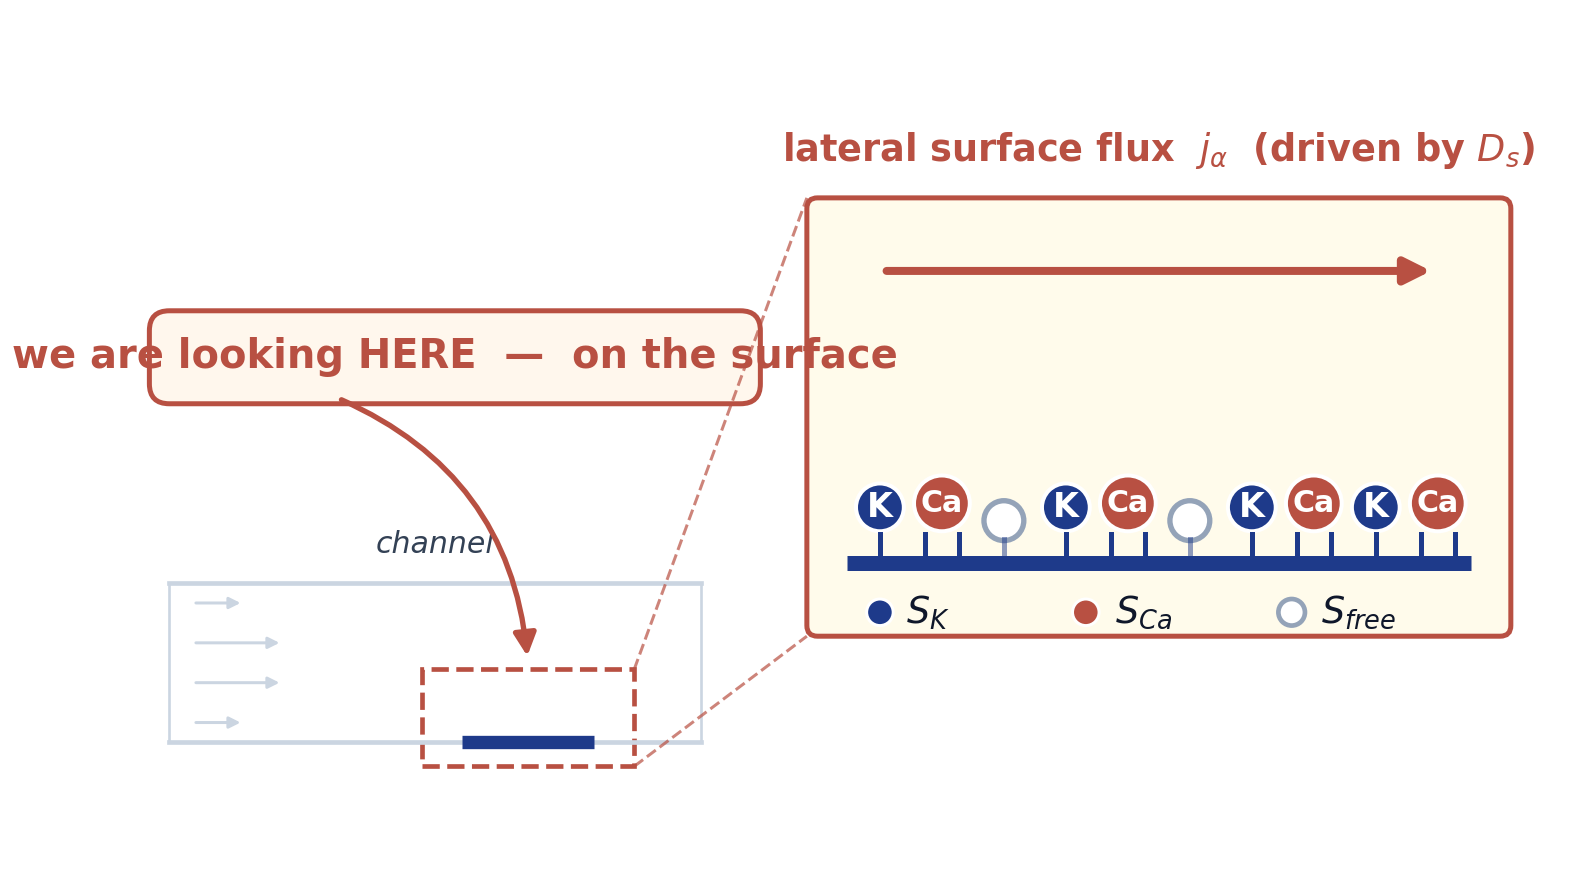 lateral surface flux j_α (driven by D_s)
we are looking HERE — on the surface
channel
K Ca K Ca K Ca K Ca
S_K S_Ca S_free